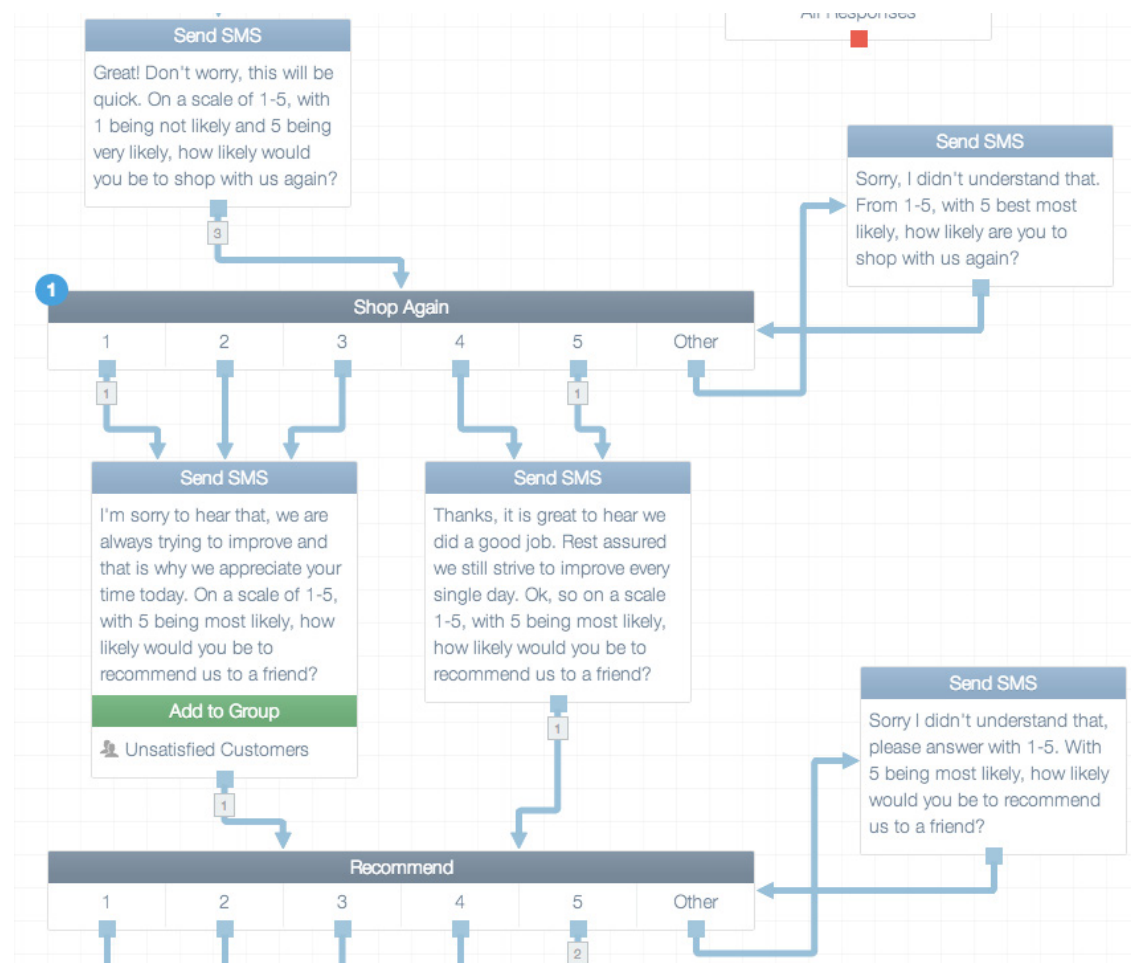 All Responses
Send SMS
Great! Don't worry, this will be
quick. On a scale of 1-5, with
1 being not likely and 5 being
very likely, how likely would
you be to shop with us again?
3
Send SMS
Sorry, I didn't understand that.
From 1-5, with 5 best most
likely, how likely are you to
shop with us again?
1
Shop Again
1 2 3 4 5 Other
1 1
Send SMS
I'm sorry to hear that, we are
always trying to improve and
that is why we appreciate your
time today. On a scale of 1-5,
with 5 being most likely, how
likely would you be to
recommend us to a friend?
Add to Group
Unsatisfied Customers
1
Send SMS
Thanks, it is great to hear we
did a good job. Rest assured
we still strive to improve every
single day. Ok, so on a scale
1-5, with 5 being most likely,
how likely would you be to
recommend us to a friend?
1
Send SMS
Sorry I didn't understand that,
please answer with 1-5. With
5 being most likely, how likely
would you be to recommend
us to a friend?
Recommend
1 2 3 4 5 Other
2